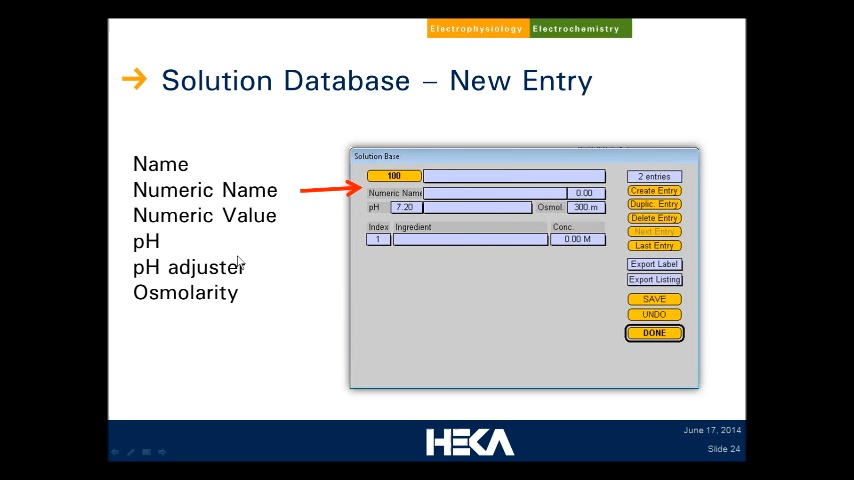 Electrophysiology Electrochemistry
Solution Database – New Entry
Name
Numeric Name
Numeric Value
pH
pH adjuster
Osmolarity
Solution Base
100
2 entries
Numeric Name 0.00
Create Entry
pH 7.20 Osmol. 300.m
Duplic. Entry
Delete Entry
Index Ingredient Conc.
Next Entry
1 0.00 M
Last Entry
Export Label
Export Listing
SAVE
UNDO
DONE
HEKA
June 17, 2014
Slide 24